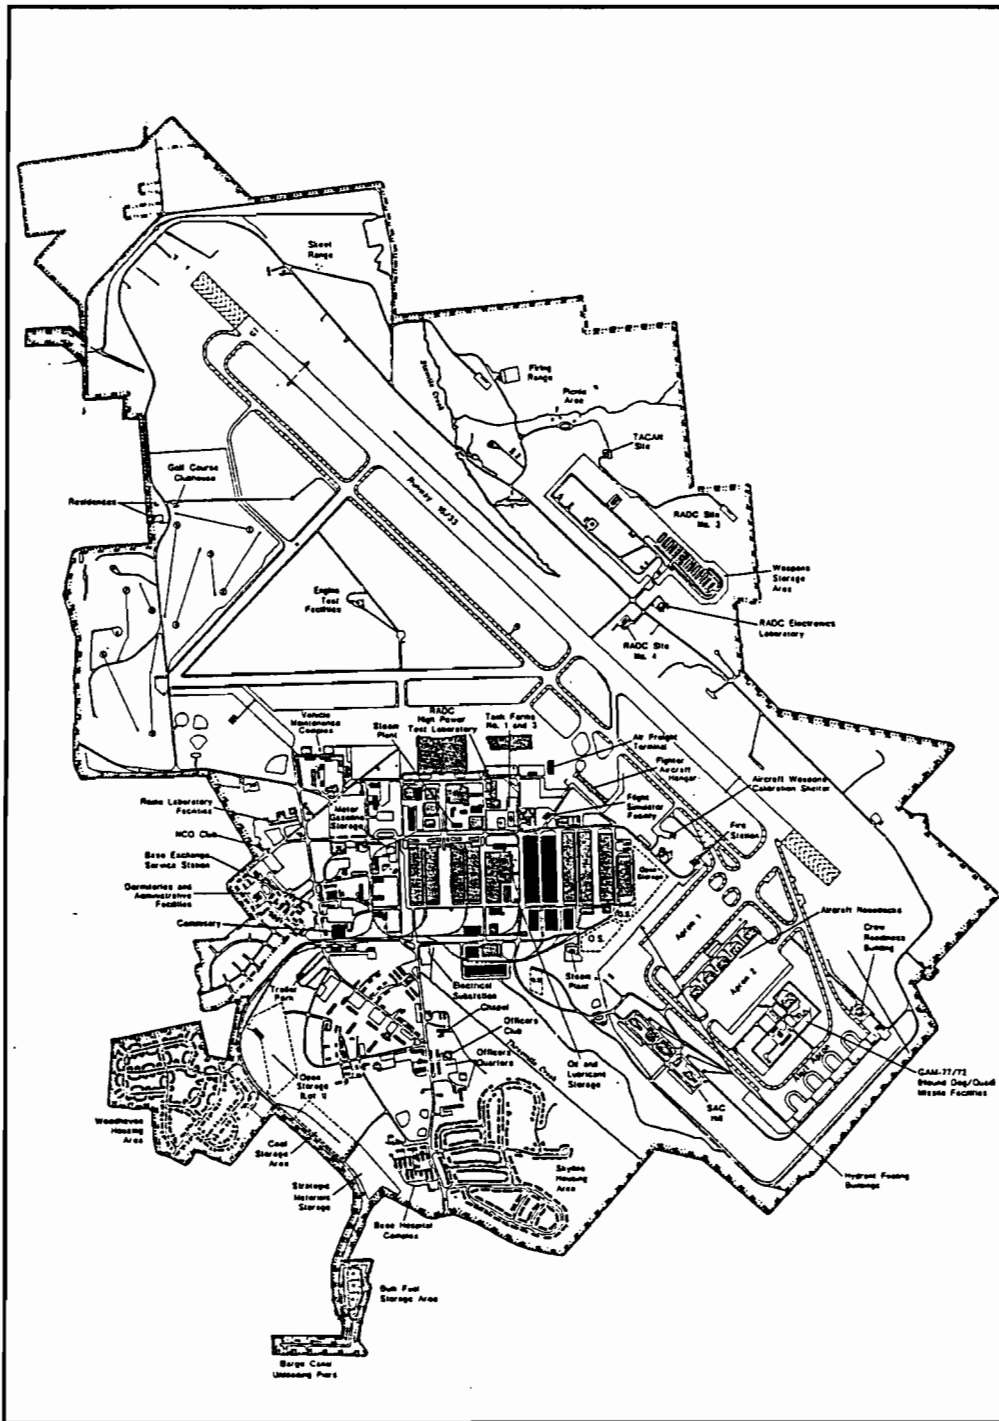 Skeet
Range
Firing
Range
Picnic
Area
Threemile Creek
TACAN
Site
Golf Course
Clubhouse
Residences
Runway 15/33
RADC Site
No. 3
Weapons
Storage
Area
Engine
Test
Facilities
RADC Electronics
Laboratory
RADC Site
No. 4
Vehicle
Maintenance
Complex
Steam
Plant
RADC
High Power
Test Laboratory
Tank Farms
No. 1 and 3
Air Freight
Terminal
Fighter
Aircraft
Hangar
Aircraft Weapons
Calibration Shelter
Flight
Simulator
Facility
Fire
Station
Motor
Gasoline
Storage
Rome Laboratory
Facilities
NCO Club
Base Exchange
Service Station
Dormitories and
Administrative
Facilities
Commissary
Open
Storage
O.S.
O.S.
Apron 1
Aircraft Nosedocks
Crew
Readiness
Building
Apron 2
Trailer
Park
Electrical
Substation
Steam
Plant
Chapel
Officers
Club
Officers
Quarters
Threemile Creek
Oil and
Lubricant
Storage
Open
Storage
(Lot 1)
SAC
Hill
GAM-77/72
(Hound Dog/Quail)
Missile Facilities
Woodhaven
Housing
Area
Coal
Storage
Area
Strategic
Materials
Storage
Skyline
Housing
Area
Hydrant Fueling
Buildings
Base Hospital
Complex
Bulk Fuel
Storage Area
Barge Canal
Unloading Piers